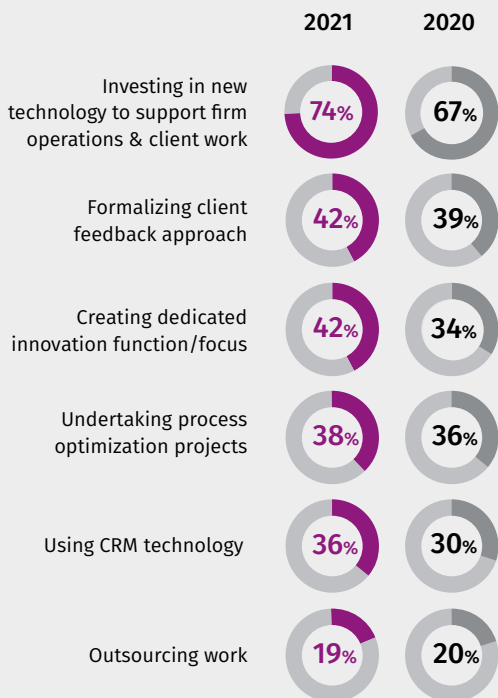 2021 2020
Investing in new
technology to support firm
operations & client work
74% 67%
Formalizing client
feedback approach
42% 39%
Creating dedicated
innovation function/focus
42% 34%
Undertaking process
optimization projects
38% 36%
Using CRM technology
36% 30%
Outsourcing work
19% 20%